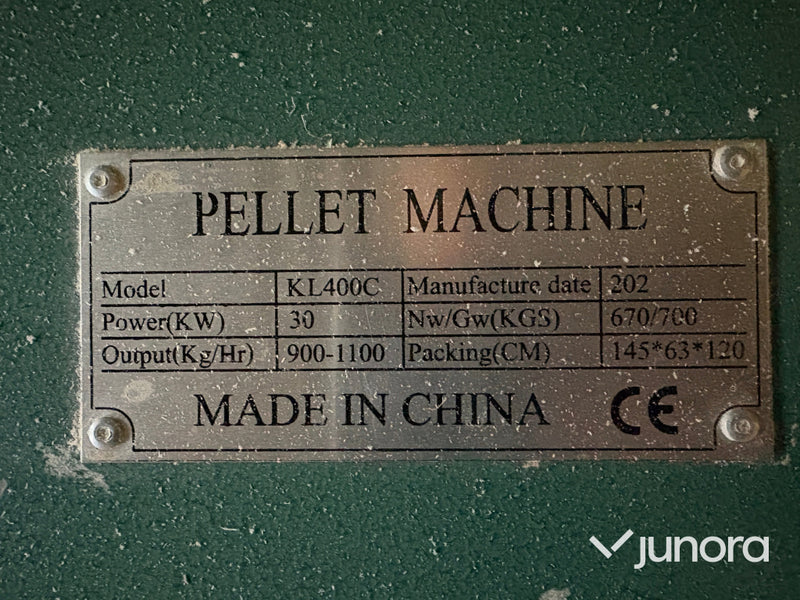 PELLET MACHINE
Model KL400C Manufacture date 202
Power(KW) 30 Nw/Gw(KGS) 670/700
Output(Kg/Hr) 900-1100 Packing(CM) 145*63*120
MADE IN CHINA CE
junora